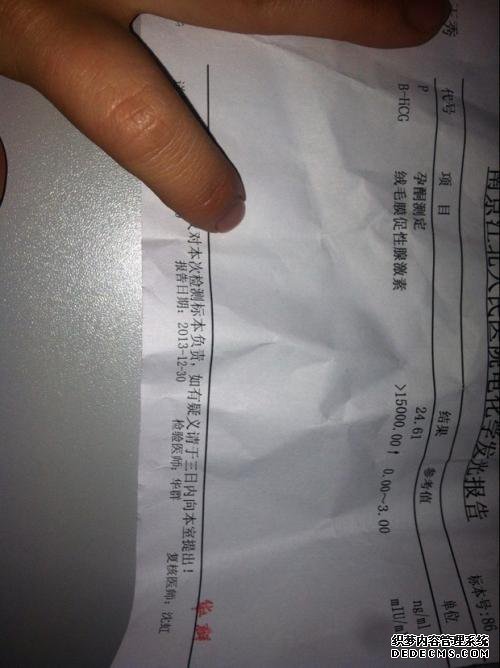 南京江北人民医院电化学发光报告
标本号: 86
代号 项 目 结果 参考值 单位
P 孕酮测定 24.61 ng/ml
B-HCG 绒毛膜促性腺激素 >15000.00↑ 0.00~3.00 mIU/m
对本次检测标本负责, 如有疑义请于三日内向本室提出!
报告日期: 2013-12-30 检验医师: 华群 复核医师: 沈虹
织梦内容管理系统
DEDECMS.COM